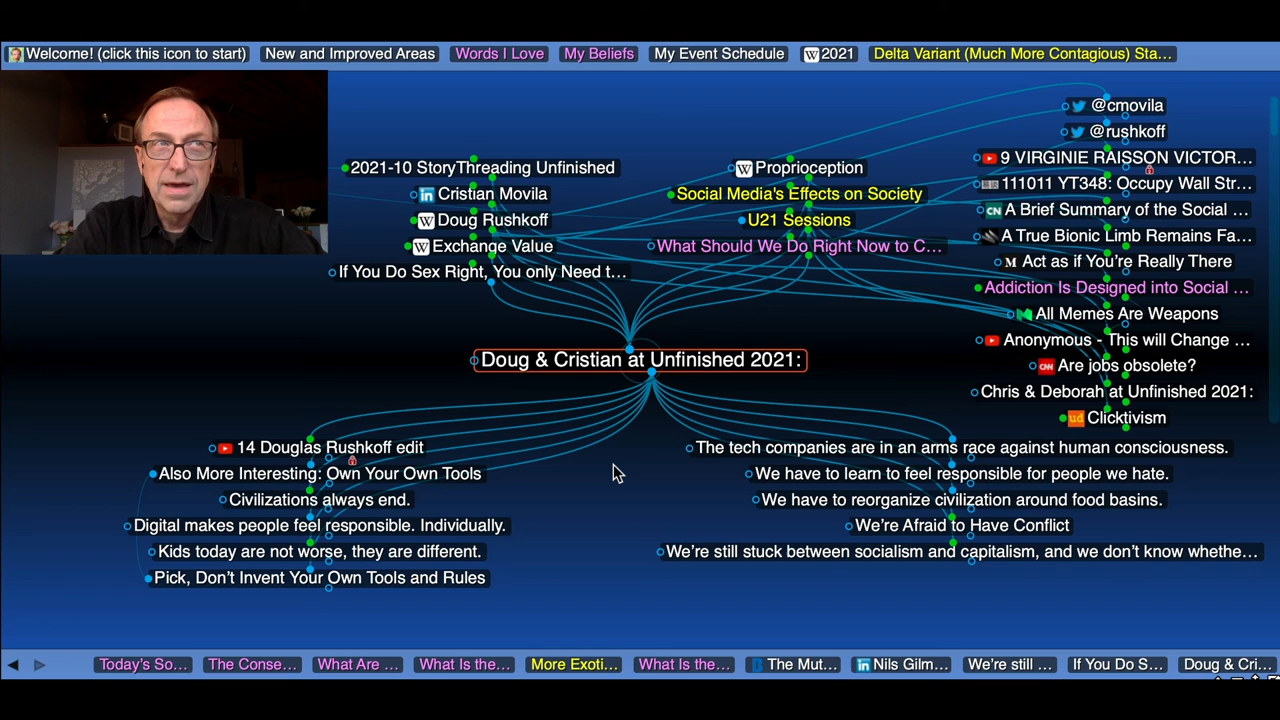 Welcome! (click this icon to start) New and Improved Areas Words I Love My Beliefs My Event Schedule W 2021 Delta Variant (Much More Contagious) Sta…
2021-10 StoryThreading Unfinished
in Cristian Movila
W Doug Rushkoff
W Exchange Value
If You Do Sex Right, You only Need t…
W Proprioception
Social Media's Effects on Society
U21 Sessions
What Should We Do Right Now to C…
@cmovila
@rushkoff
9 VIRGINIE RAISSON VICTOR…
111011 YT348: Occupy Wall Str…
CN A Brief Summary of the Social …
A True Bionic Limb Remains Fa…
M Act as if You're Really There
Addiction Is Designed into Social …
All Memes Are Weapons
Anonymous - This will Change …
CNN Are jobs obsolete?
Chris & Deborah at Unfinished 2021:
ud Clicktivism
Doug & Cristian at Unfinished 2021:
14 Douglas Rushkoff edit
Also More Interesting: Own Your Own Tools
Civilizations always end.
Digital makes people feel responsible. Individually.
Kids today are not worse, they are different.
Pick, Don't Invent Your Own Tools and Rules
The tech companies are in an arms race against human consciousness.
We have to learn to feel responsible for people we hate.
We have to reorganize civilization around food basins.
We're Afraid to Have Conflict
We're still stuck between socialism and capitalism, and we don't know whethe…
Today's So… The Conse… What Are … What Is the… More Exoti… What Is the… The Mut… in Nils Gilm… We're still … If You Do S… Doug & Cri…